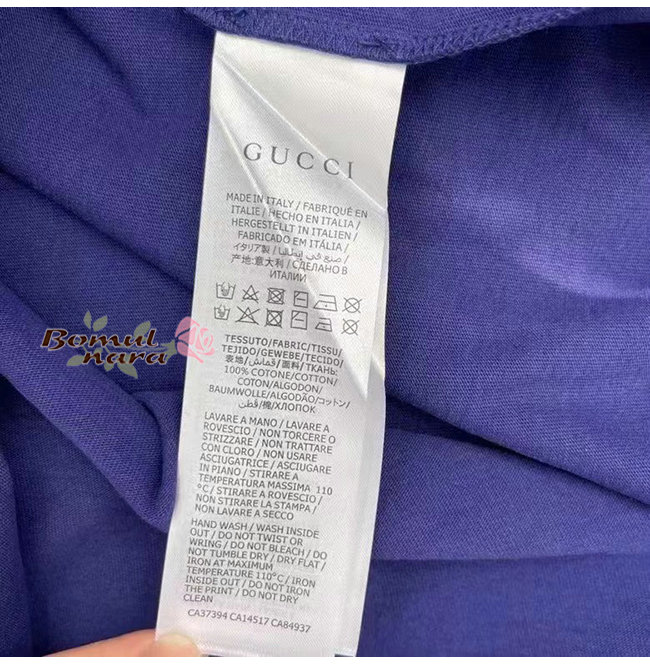 GUCCI
MADE IN ITALY / FABRIQUÉ EN
ITALIE / HECHO EN ITALIA /
HERGESTELLT IN ITALIEN /
FABRICADO EM ITÁLIA /
イタリア製 / صنع في إيطاليا /
产地:意大利 / СДЕЛАНО В
ИТАЛИИ
Bomul
nara
TESSUTO/FABRIC/TISSU/
TEJIDO/GEWEBE/TECIDO/
表地/قماش/面料/ТКАНЬ:
100% COTONE/COTTON/
COTON/ALGODON/
BAUMWOLLE/ALGODÃO/コットン/
قطن/棉/ХЛОПОК
LAVARE A MANO / LAVARE A
ROVESCIO / NON TORCERE O
STRIZZARE / NON TRATTARE
CON CLORO / NON USARE
ASCIUGATRICE / ASCIUGARE
IN PIANO / STIRARE A
TEMPERATURA MASSIMA 110
°C / STIRARE A ROVESCIO /
NON STIRARE LA STAMPA /
NON LAVARE A SECCO
HAND WASH / WASH INSIDE
OUT / DO NOT TWIST OR
WRING / DO NOT BLEACH / DO
NOT TUMBLE DRY / DRY FLAT /
IRON AT MAXIMUM
TEMPERATURE 110°C / IRON
INSIDE OUT / DO NOT IRON
THE PRINT / DO NOT DRY
CLEAN
CA37394 CA14517 CA84937